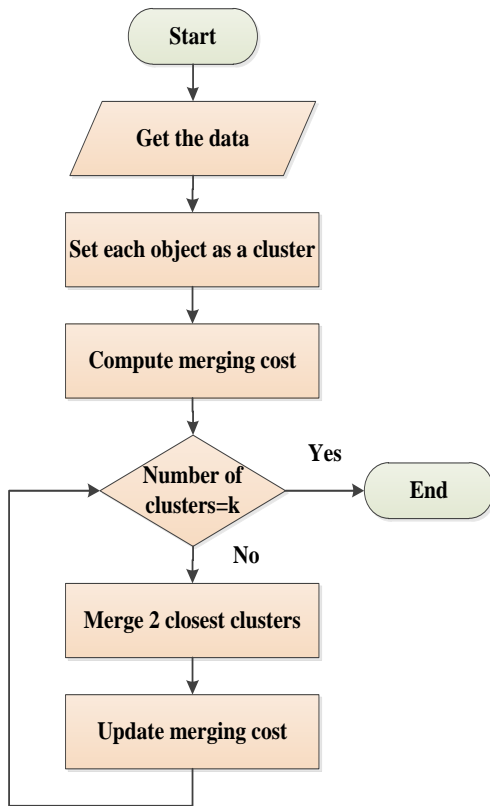 Start
Get the data
Set each object as a cluster
Compute merging cost
Number of
clusters=k
Yes
End
No
Merge 2 closest clusters
Update merging cost